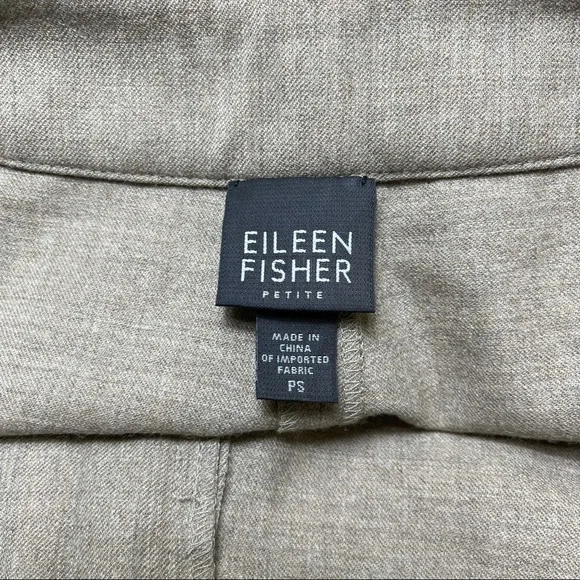 EILEEN
FISHER
PETITE
MADE IN
CHINA
OF IMPORTED
FABRIC
PS